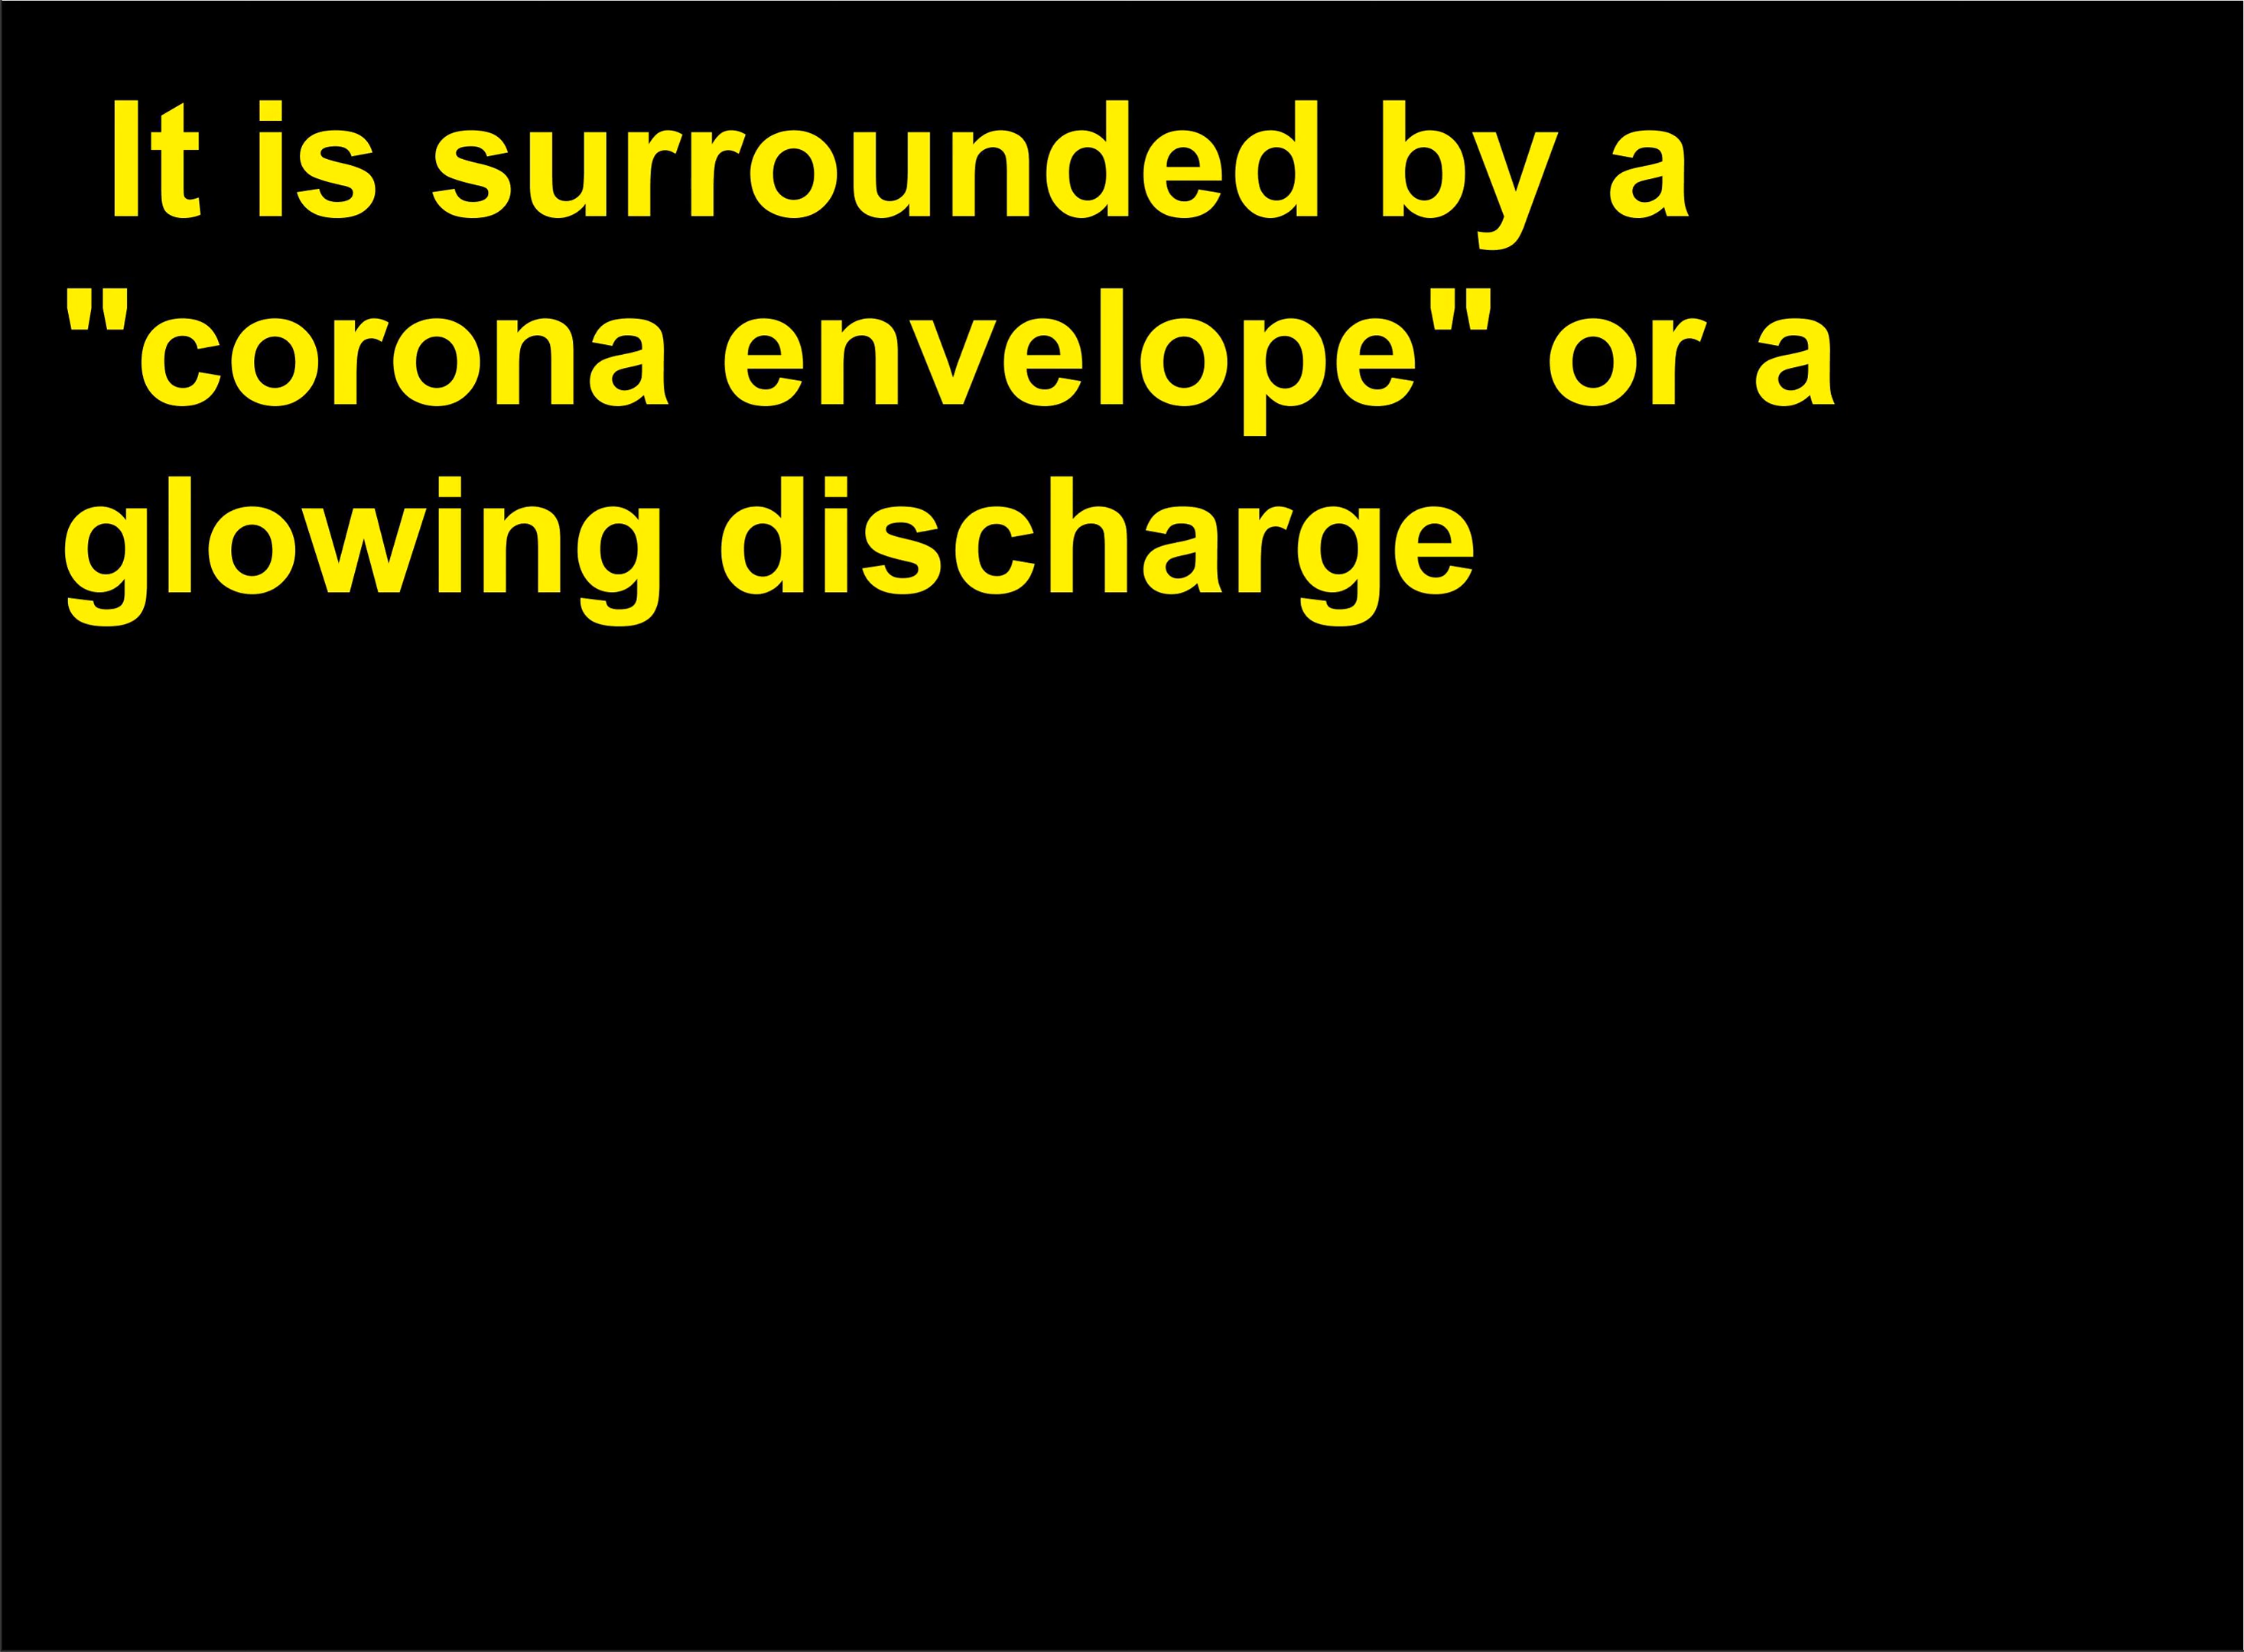 It is surrounded by a
"corona envelope" or a
glowing discharge